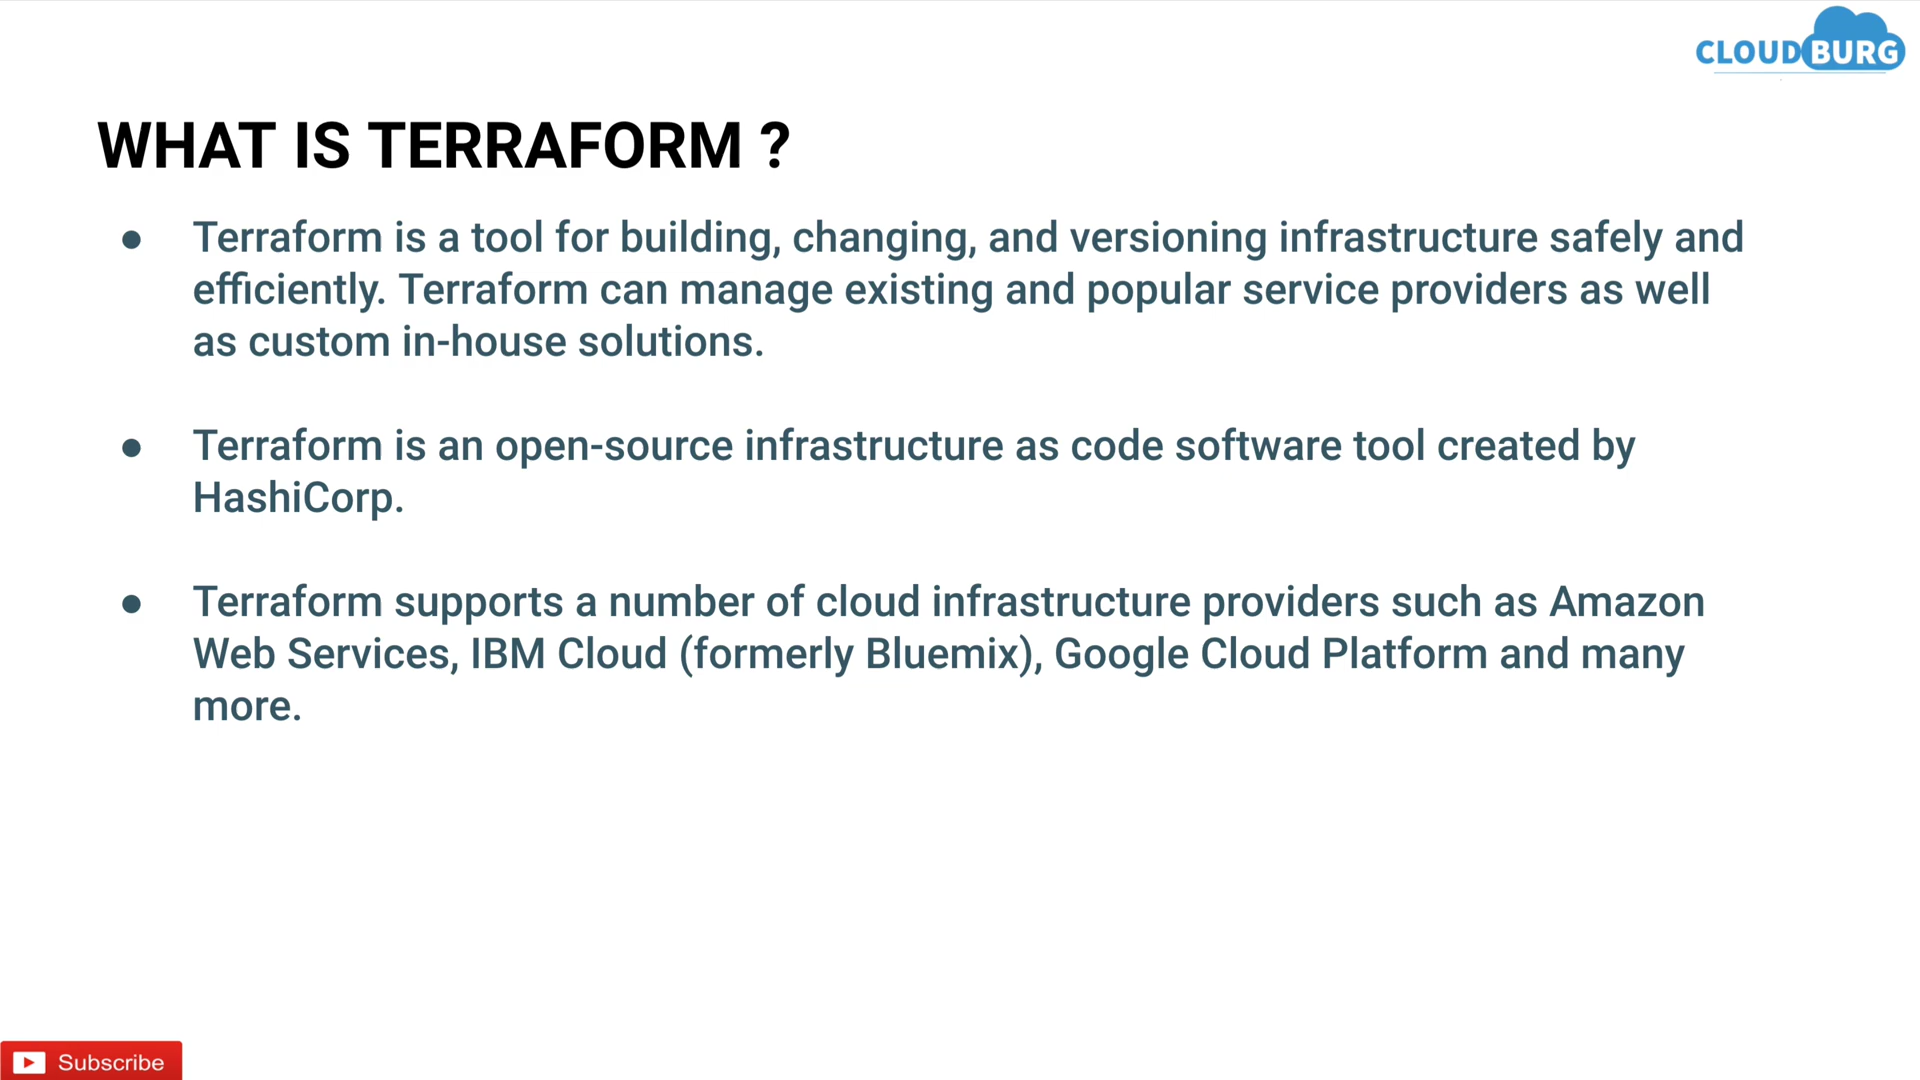 CLOUDBURG
WHAT IS TERRAFORM ?
● Terraform is a tool for building, changing, and versioning infrastructure safely and
efficiently. Terraform can manage existing and popular service providers as well
as custom in-house solutions.
● Terraform is an open-source infrastructure as code software tool created by
HashiCorp.
● Terraform supports a number of cloud infrastructure providers such as Amazon
Web Services, IBM Cloud (formerly Bluemix), Google Cloud Platform and many
more.
Subscribe